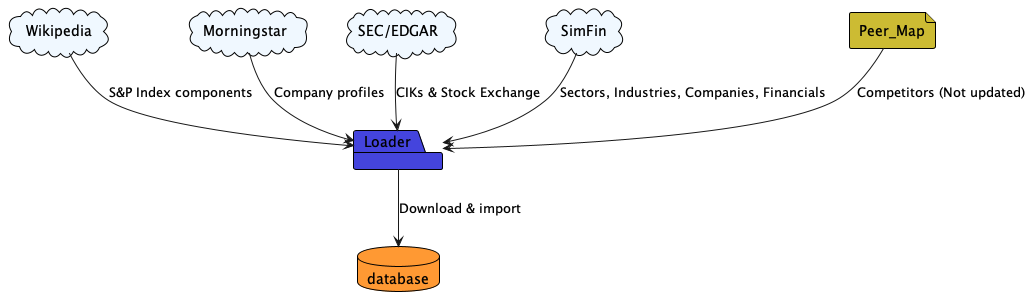 Wikipedia
Morningstar
SEC/EDGAR
SimFin
Peer_Map
S&P Index components
Company profiles
CIKs & Stock Exchange
Sectors, Industries, Companies, Financials
Competitors (Not updated)
Loader
Download & import
database